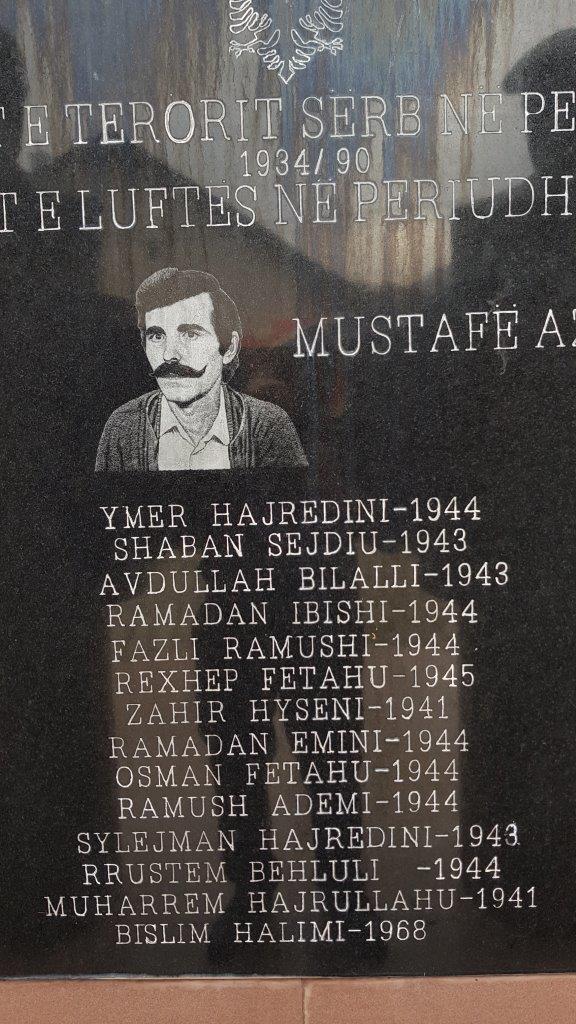 E TERORIT SERB NË PE
1934/90
T E LUFTËS NË PERIUDH
MUSTAFË AZ
YMER HAJREDINI-1944
SHABAN SEJDIU-1943
AVDULLAH BILALLI-1943
RAMADAN IBISHI-1944
FAZLI RAMUSHI-1944
REXHEP FETAHU-1945
ZAHIR HYSENI-1941
RAMADAN EMINI-1944
OSMAN FETAHU-1944
RAMUSH ADEMI-1944
SYLEJMAN HAJREDINI-1943
RRUSTEM BEHLULI -1944
MUHARREM HAJRULLAHU-1941
BISLIM HALIMI-1968